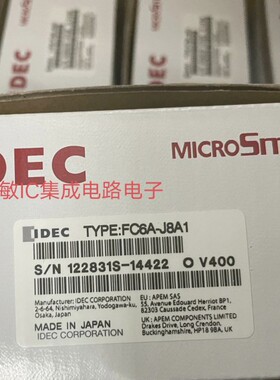 DEC
MICROSm
敏IC集成电路电子
IDEC TYPE:FC6A-J8A1
S/N 122831S-14422 O V400
Manufacturer: IDEC CORPORATION
2-6-64, Nishimiyahara, Yodogawa-ku,
Osaka, Japan
MADE IN JAPAN
IDEC CORPORATION
EU : APEM SAS
55, Avenue Edouard Herriot BP1,
82303 Caussade Cedex, France
UK : APEM COMPONENTS LIMITED
Drakes Drive, Long Crendon,
Buckinghamshire, HP18 9BA, UK